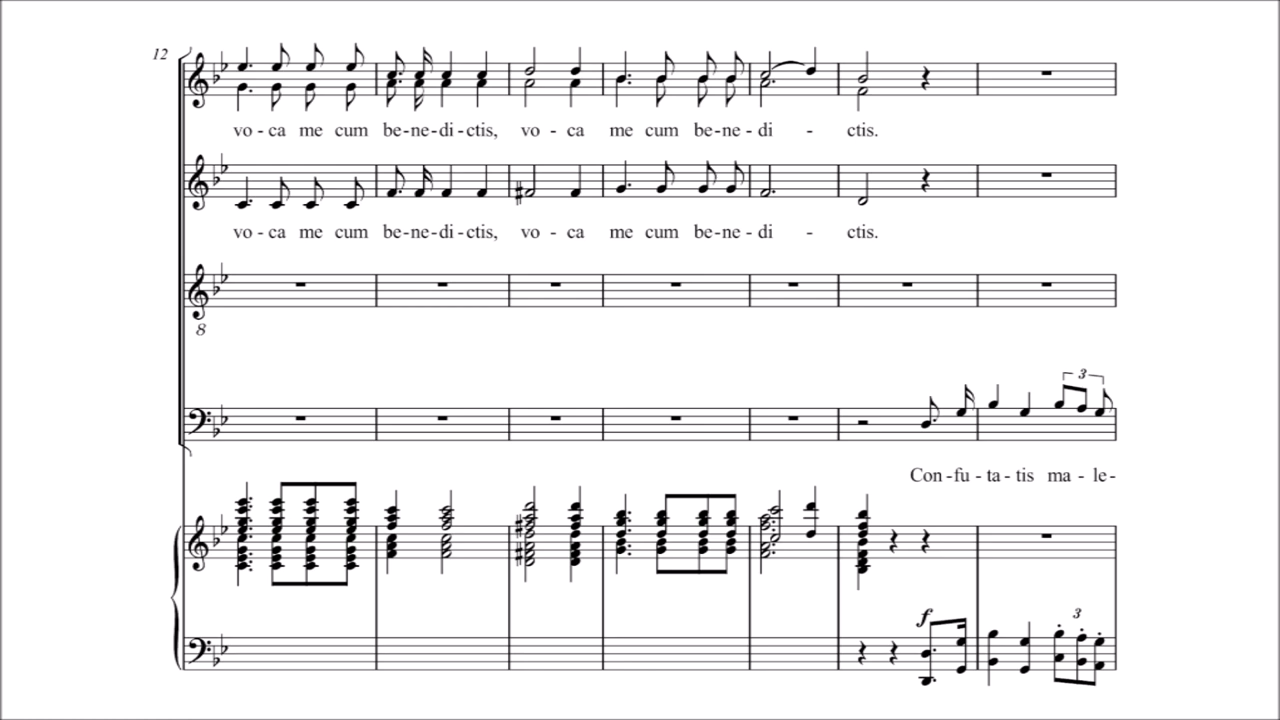 12
vo - ca me cum be-ne-di-ctis, vo - ca me cum be-ne-di - ctis.
vo - ca me cum be-ne-di-ctis, vo - ca me cum be-ne-di - ctis.
8
3
Con-fu-ta-tis ma-le-
f
3